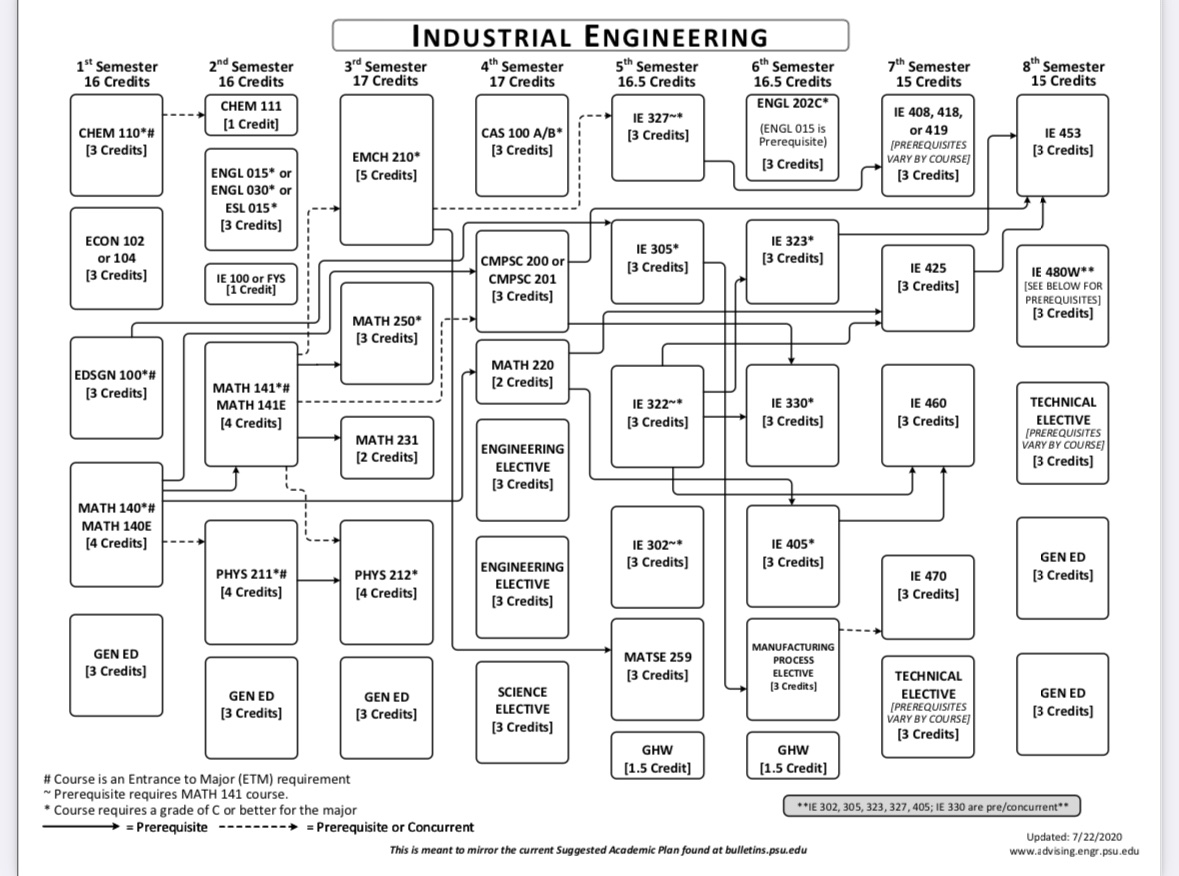 INDUSTRIAL ENGINEERING
1st Semester
16 Credits
2nd Semester
16 Credits
3rd Semester
17 Credits
4th Semester
17 Credits
5th Semester
16.5 Credits
6th Semester
16.5 Credits
7th Semester
15 Credits
8th Semester
15 Credits
CHEM 110*#
[3 Credits]
ECON 102
or 104
[3 Credits]
EDSGN 100*#
[3 Credits]
MATH 140*#
MATH 140E
[4 Credits]
GEN ED
[3 Credits]
CHEM 111
[1 Credit]
ENGL 015* or
ENGL 030* or
ESL 015*
[3 Credits]
IE 100 or FYS
[1 Credit]
MATH 141*#
MATH 141E
[4 Credits]
PHYS 211*#
[4 Credits]
GEN ED
[3 Credits]
EMCH 210*
[5 Credits]
MATH 250*
[3 Credits]
MATH 231
[2 Credits]
PHYS 212*
[4 Credits]
GEN ED
[3 Credits]
CAS 100 A/B*
[3 Credits]
CMPSC 200 or
CMPSC 201
[3 Credits]
MATH 220
[2 Credits]
ENGINEERING
ELECTIVE
[3 Credits]
ENGINEERING
ELECTIVE
[3 Credits]
SCIENCE
ELECTIVE
[3 Credits]
IE 327~*
[3 Credits]
IE 305*
[3 Credits]
IE 322~*
[3 Credits]
IE 302~*
[3 Credits]
MATSE 259
[3 Credits]
GHW
[1.5 Credit]
ENGL 202C*
(ENGL 015 is
Prerequisite)
[3 Credits]
IE 323*
[3 Credits]
IE 330*
[3 Credits]
IE 405*
[3 Credits]
MANUFACTURING
PROCESS
ELECTIVE
[3 Credits]
GHW
[1.5 Credit]
IE 408, 418,
or 419
[PREREQUISITES
VARY BY COURSE]
[3 Credits]
IE 425
[3 Credits]
IE 460
[3 Credits]
IE 470
[3 Credits]
TECHNICAL
ELECTIVE
[PREREQUISITES
VARY BY COURSE]
[3 Credits]
IE 453
[3 Credits]
IE 480W**
[SEE BELOW FOR
PREREQUISITES]
[3 Credits]
TECHNICAL
ELECTIVE
[PREREQUISITES
VARY BY COURSE]
[3 Credits]
GEN ED
[3 Credits]
GEN ED
[3 Credits]
# Course is an Entrance to Major (ETM) requirement
~ Prerequisite requires MATH 141 course.
* Course requires a grade of C or better for the major
= Prerequisite
= Prerequisite or Concurrent
**IE 302, 305, 323, 327, 405; IE 330 are pre/concurrent**
This is meant to mirror the current Suggested Academic Plan found at bulletins.psu.edu
Updated: 7/22/2020
www.advising.engr.psu.edu